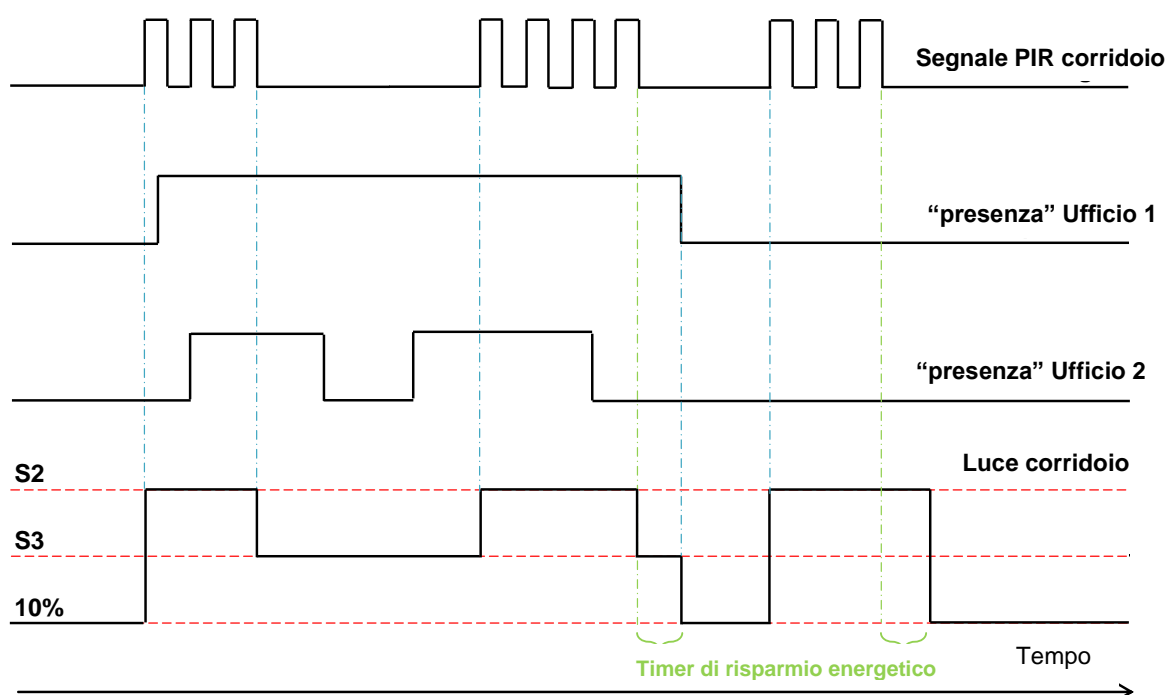 Segnale PIR corridoio
“presenza” Ufficio 1
“presenza” Ufficio 2
Luce corridoio
S2
S3
10%
Tempo
Timer di risparmio energetico